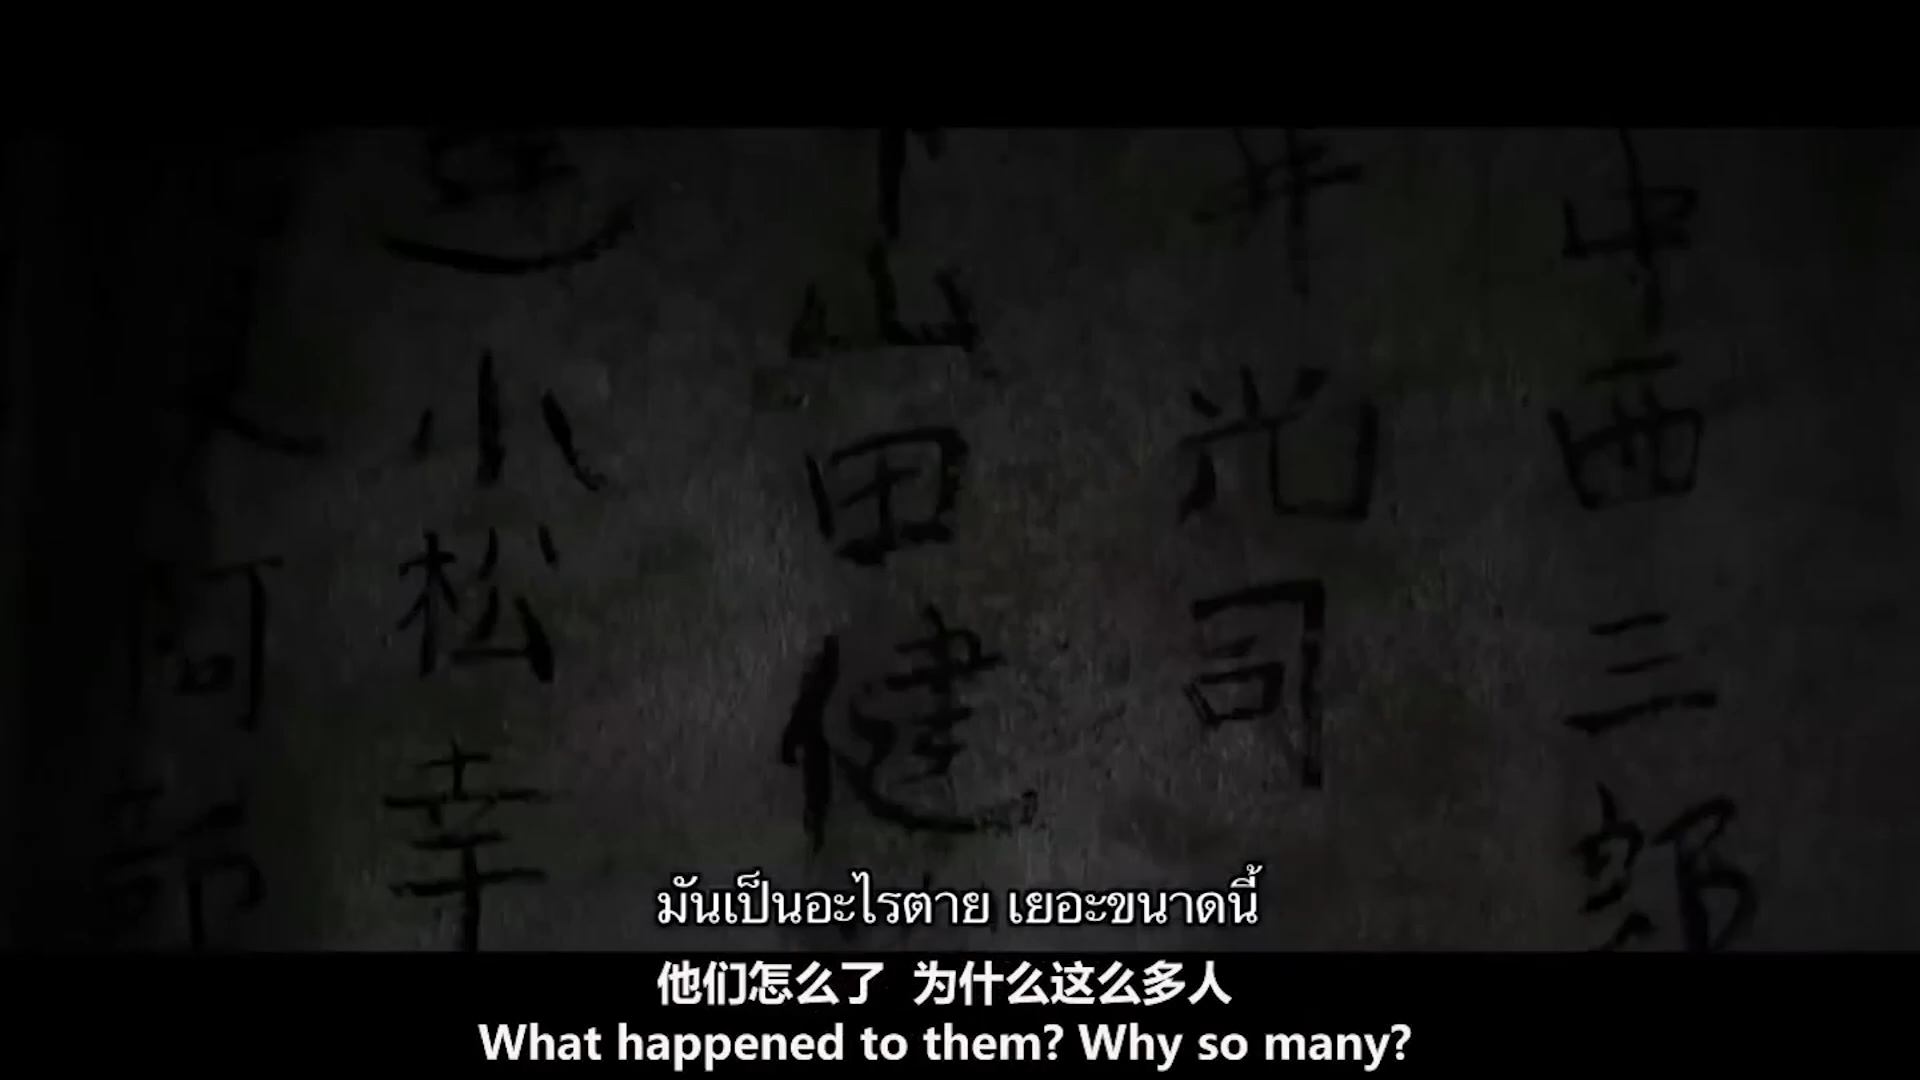 中西三郎
井光司
山田健
小松幸
阿部
มันเป็นอะไรตาย เยอะขนาดนี้
他们怎么了 为什么这么多人
What happened to them? Why so many?